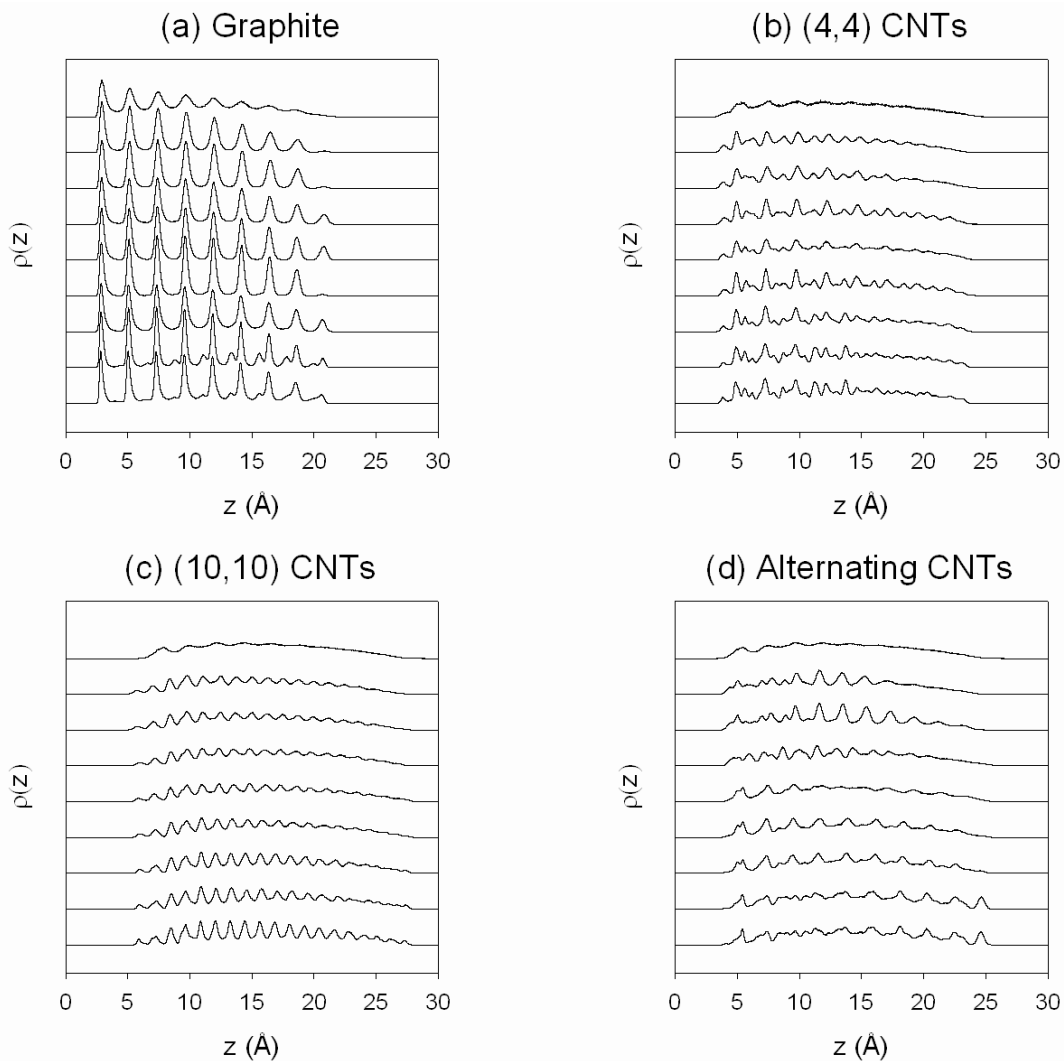 (a) Graphite
(b) (4,4) CNTs
ρ(z)
ρ(z)
0 5 10 15 20 25 30
0 5 10 15 20 25 30
z (Å)
z (Å)
(c) (10,10) CNTs
(d) Alternating CNTs
ρ(z)
ρ(z)
0 5 10 15 20 25 30
0 5 10 15 20 25 30
z (Å)
z (Å)